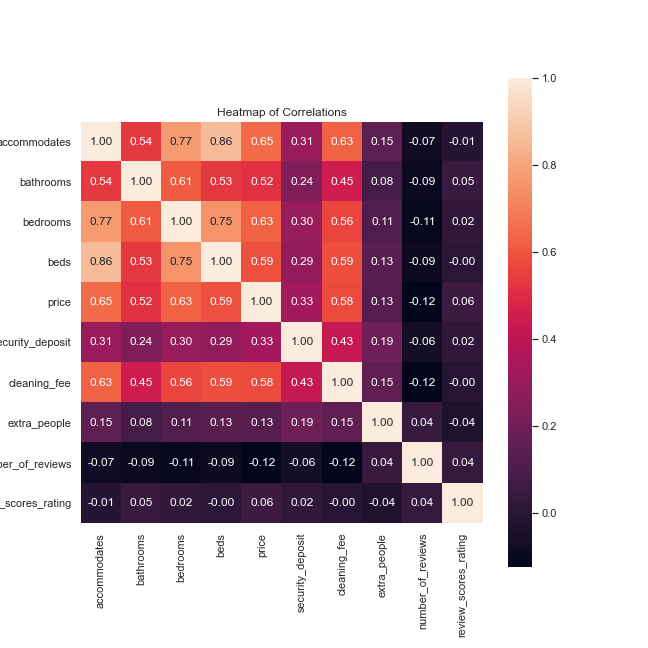 Heatmap of Correlations
1.0
accommodates 1.00 0.54 0.77 0.86 0.65 0.31 0.63 0.15 -0.07 -0.01
0.8
bathrooms 0.54 1.00 0.61 0.53 0.52 0.24 0.45 0.08 -0.09 0.05
bedrooms 0.77 0.61 1.00 0.75 0.63 0.30 0.56 0.11 -0.11 0.02
0.6
beds 0.86 0.53 0.75 1.00 0.59 0.29 0.59 0.13 -0.09 -0.00
price 0.65 0.52 0.63 0.59 1.00 0.33 0.58 0.13 -0.12 0.06
0.4
ecurity_deposit 0.31 0.24 0.30 0.29 0.33 1.00 0.43 0.19 -0.06 0.02
cleaning_fee 0.63 0.45 0.56 0.59 0.58 0.43 1.00 0.15 -0.12 -0.00
0.2
extra_people 0.15 0.08 0.11 0.13 0.13 0.19 0.15 1.00 0.04 -0.04
ber_of_reviews -0.07 -0.09 -0.11 -0.09 -0.12 -0.06 -0.12 0.04 1.00 0.04
_scores_rating -0.01 0.05 0.02 -0.00 0.06 0.02 -0.00 -0.04 0.04 1.00
0.0
accommodates
bathrooms
bedrooms
beds
price
security_deposit
cleaning_fee
extra_people
number_of_reviews
review_scores_rating